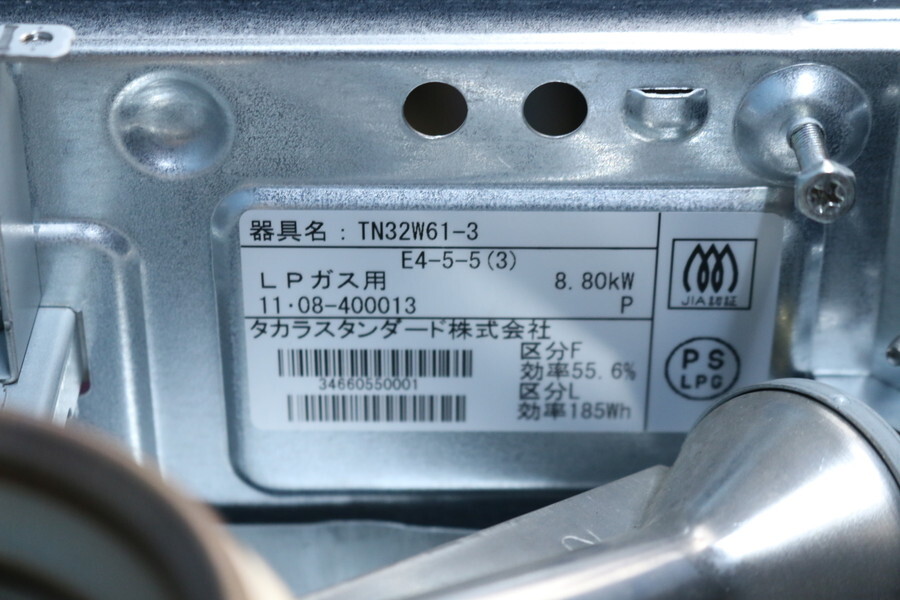 器具名：TN32W61-3
E4-5-5(3)
LPガス用 8.80kW
11・08-400013 P
JIA認証
タカラスタンダード株式会社
区分F
効率55.6%
34660550001
区分L
効率185Wh
PS
LPG